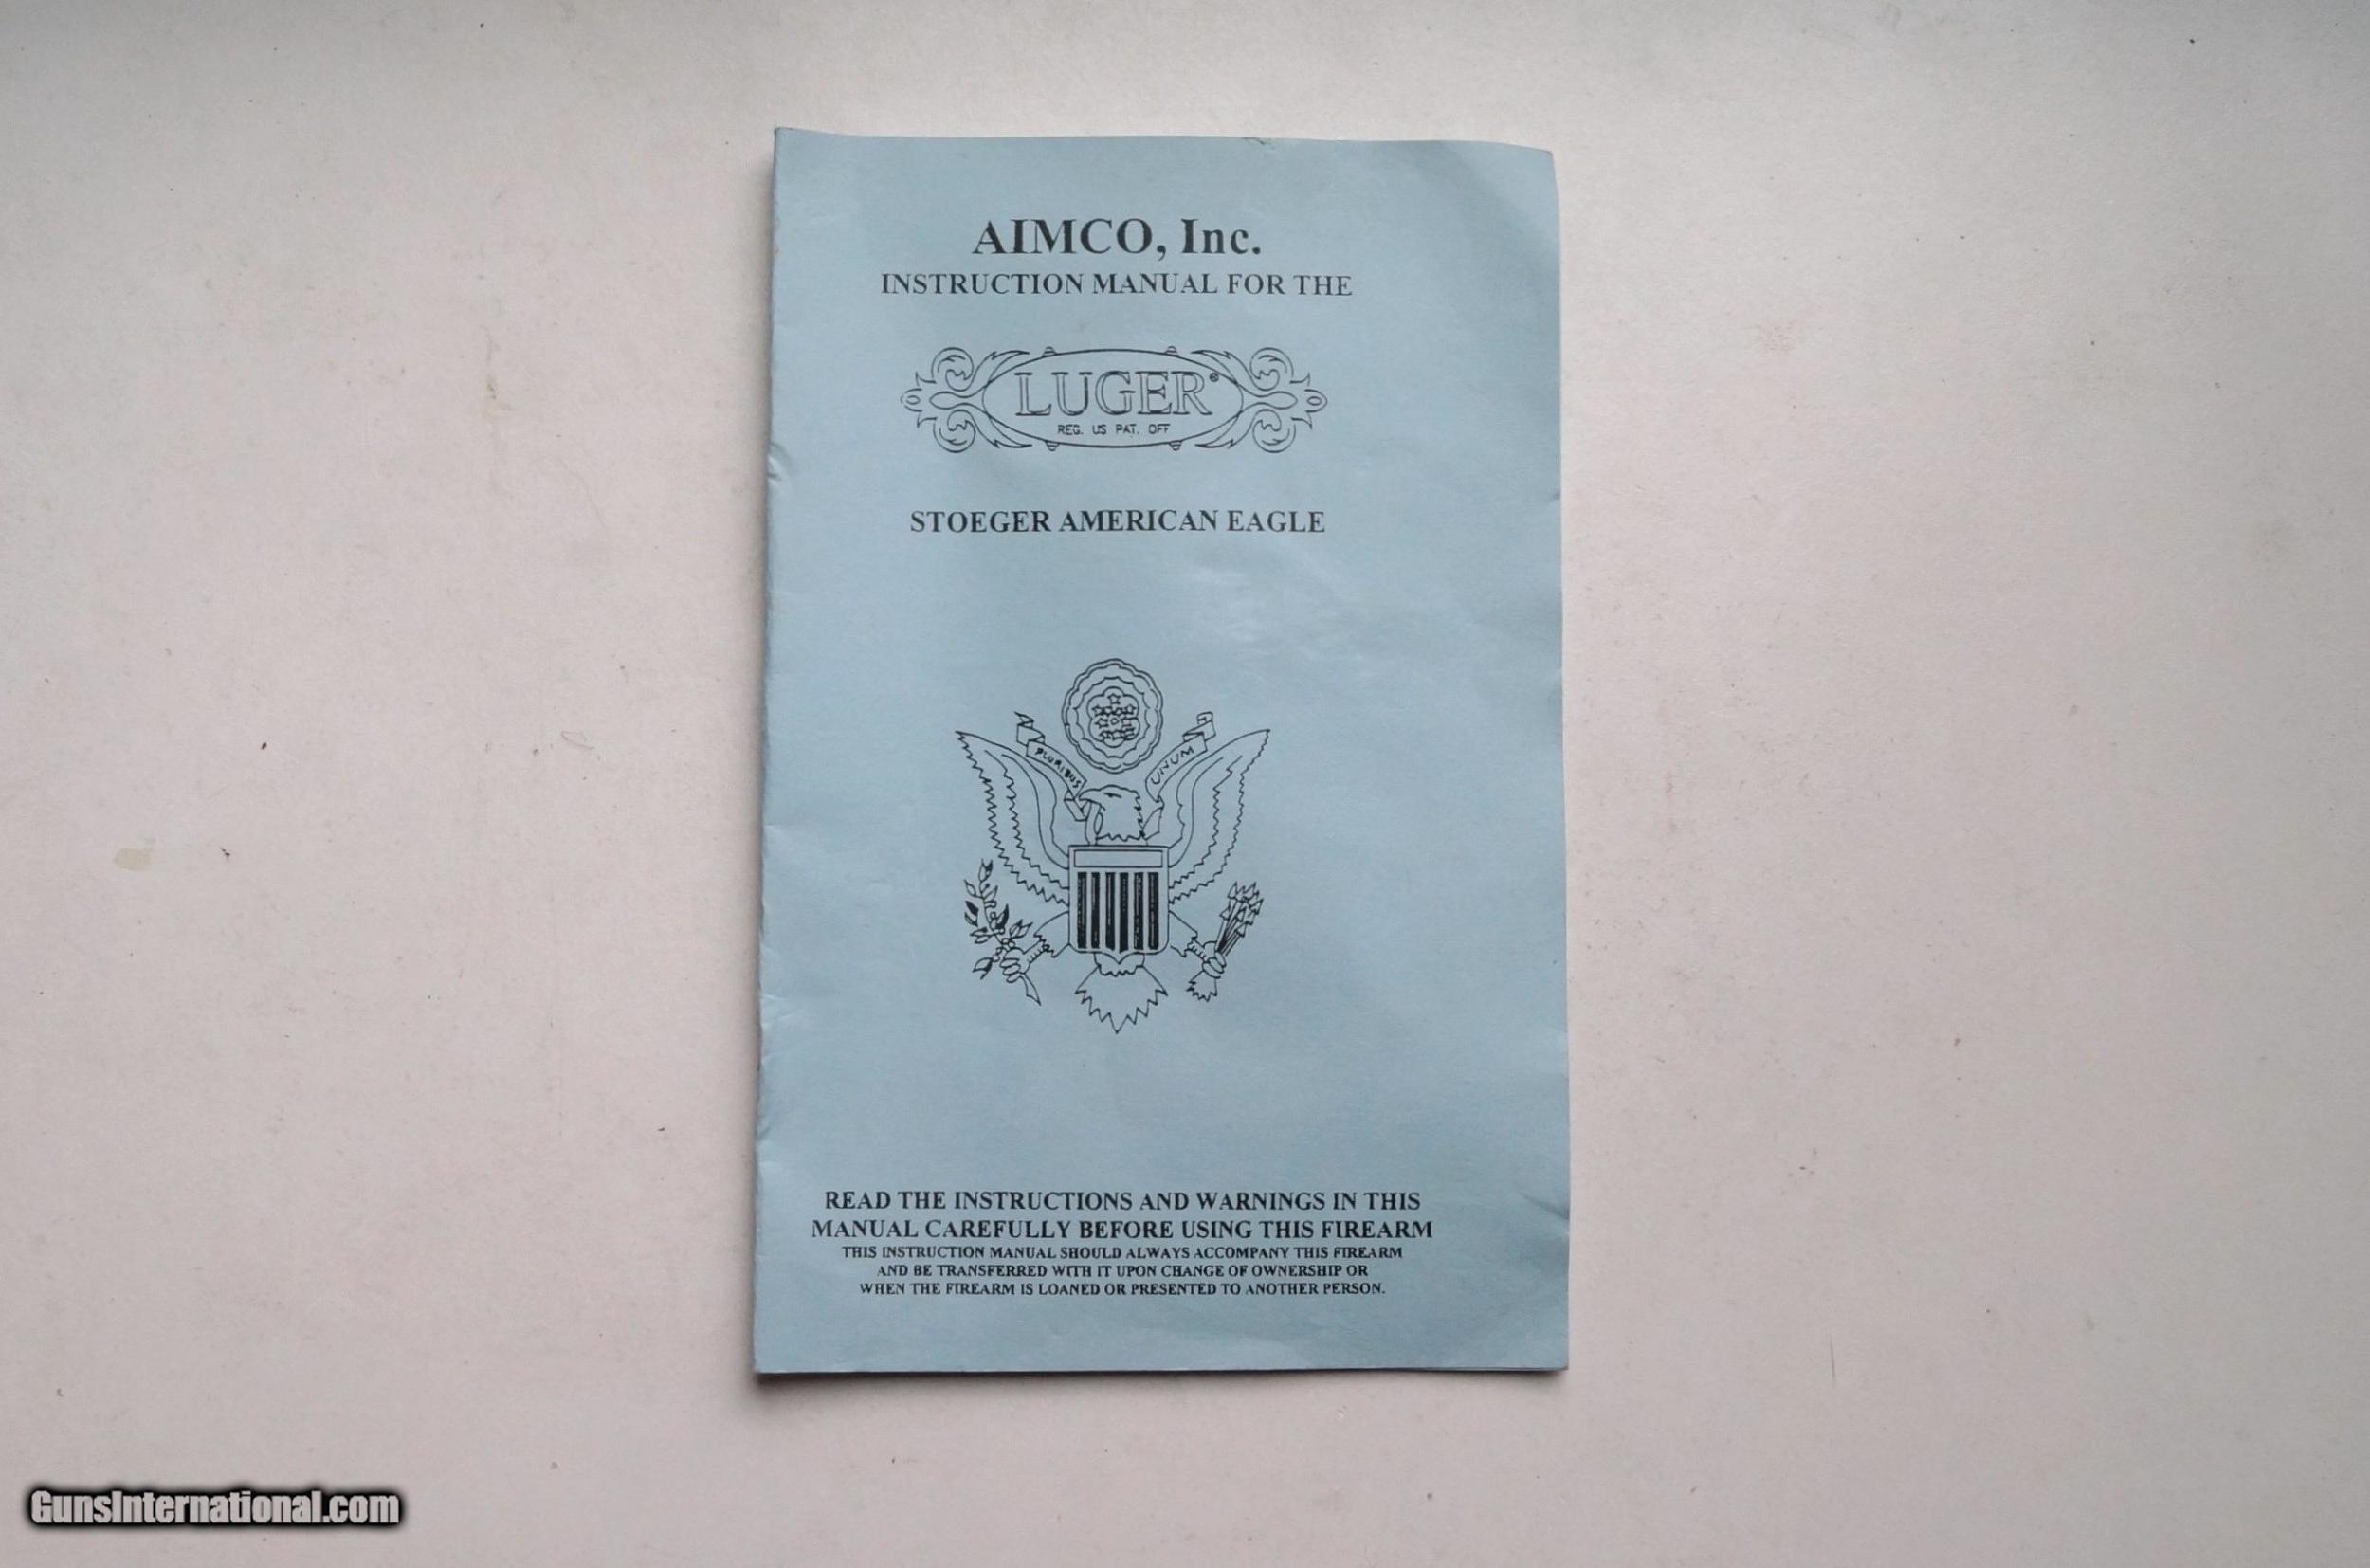 AIMCO, Inc.
INSTRUCTION MANUAL FOR THE
LUGER®
REG. US PAT. OFF
STOEGER AMERICAN EAGLE
PLURIBUS
UNUM
READ THE INSTRUCTIONS AND WARNINGS IN THIS
MANUAL CAREFULLY BEFORE USING THIS FIREARM
THIS INSTRUCTION MANUAL SHOULD ALWAYS ACCOMPANY THIS FIREARM
AND BE TRANSFERRED WITH IT UPON CHANGE OF OWNERSHIP OR
WHEN THE FIREARM IS LOANED OR PRESENTED TO ANOTHER PERSON.
GunsInternational.com